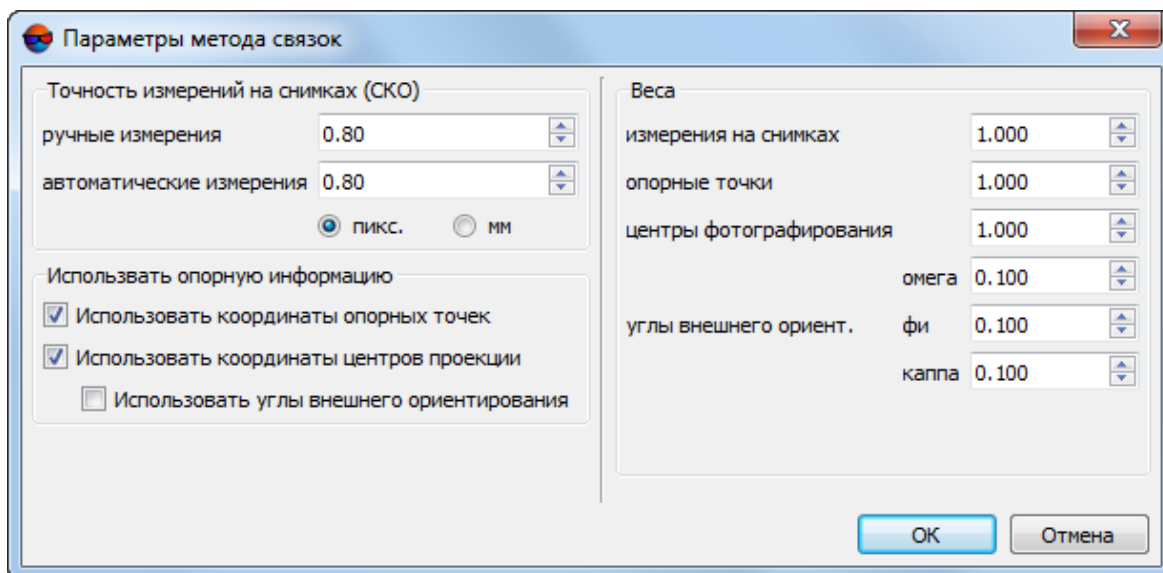 Параметры метода связок
Точность измерений на снимках (СКО)
ручные измерения 0.80
автоматические измерения 0.80
пикс. мм
Использвать опорную информацию
Использовать координаты опорных точек
Использовать координаты центров проекции
Использовать углы внешнего ориентирования
Веса
измерения на снимках 1.000
опорные точки 1.000
центры фотографирования 1.000
омега 0.100
углы внешнего ориент. фи 0.100
каппа 0.100
OK Отмена